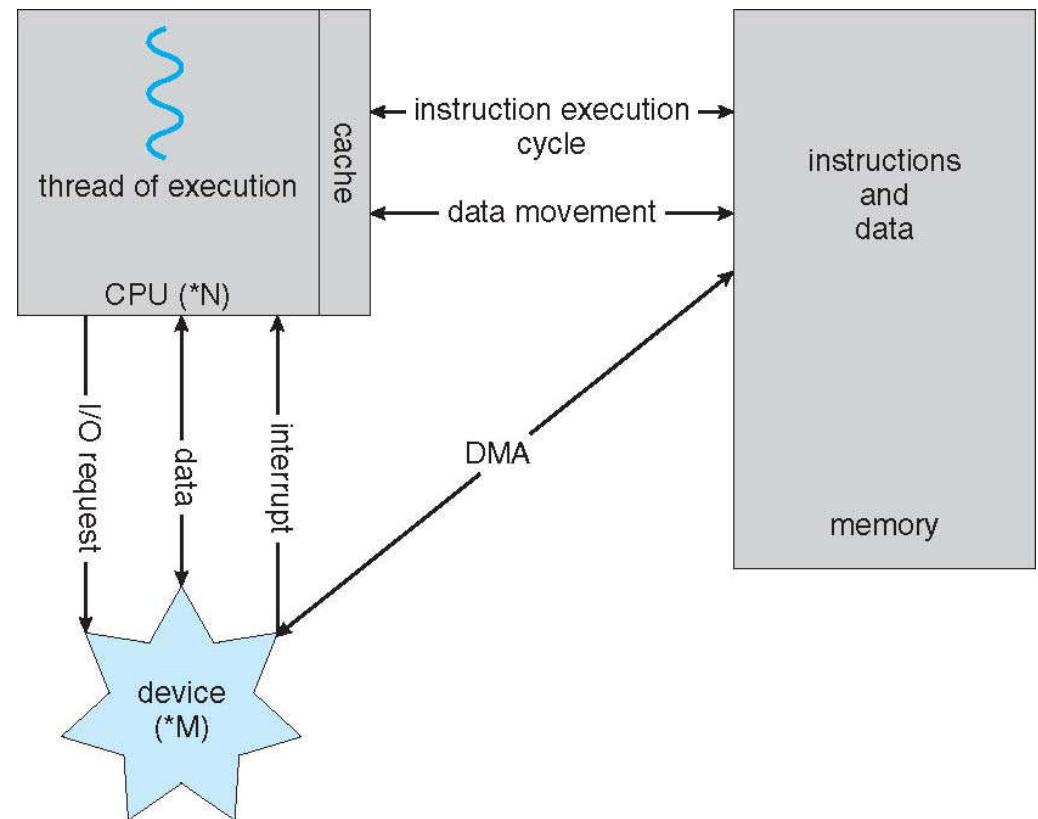 thread of execution
CPU (*N)
cache
instruction execution
cycle
data movement
instructions
and
data
memory
I/O request
data
interrupt
DMA
device
(*M)